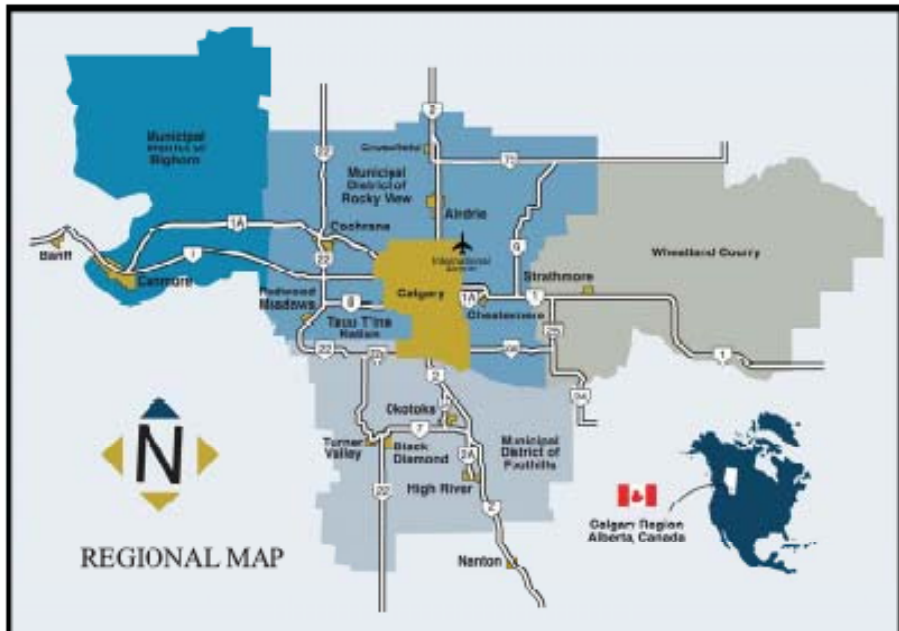 Municipal
District of
Bighorn
22
2
Crossfield
72
Municipal
District of
Rocky View
Airdrie
1A
Cochrane
9
Wheatland County
Banff
1
22
International
Airport
Canmore
Redwood
Meadows
8
Calgary
1A
Strathmore
1
Chestermere
Tsuu T'ina
Nation
22
2
1
24
Okotoks
7
Turner
Valley
Black
Diamond
2A
Municipal
District of
Foothills
High River
22
2
N
Calgary Region
Alberta, Canada
REGIONAL MAP
Nanton